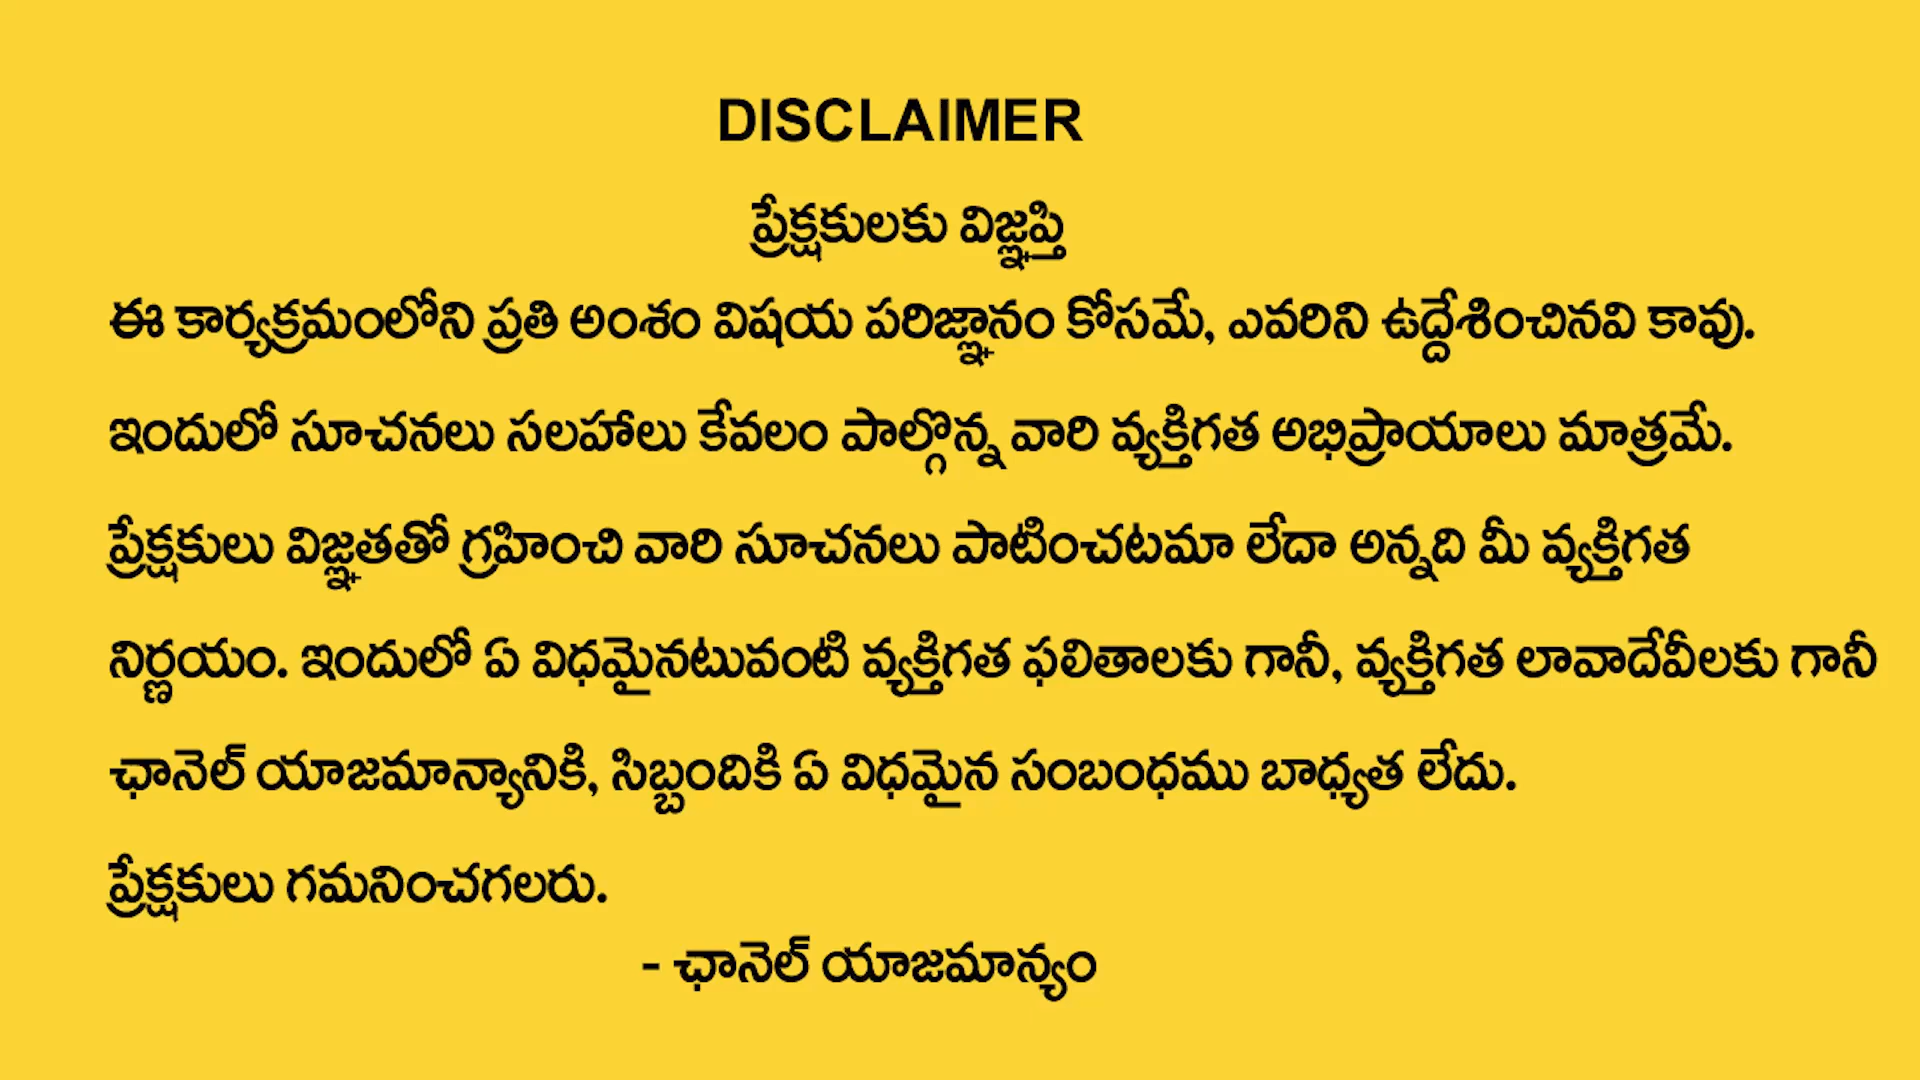 DISCLAIMER
ప్రేక్షకులకు విజ్ఞప్తి
ఈ కార్యక్రమంలోని ప్రతి అంశం విషయ పరిజ్ఞానం కోసమే, ఎవరిని ఉద్దేశించినవి కావు.
ఇందులో సూచనలు సలహాలు కేవలం పాల్గొన్న వారి వ్యక్తిగత అభిప్రాయాలు మాత్రమే.
ప్రేక్షకులు విజ్ఞతతో గ్రహించి వారి సూచనలు పాటించటమా లేదా అన్నది మీ వ్యక్తిగత
నిర్ణయం. ఇందులో ఏ విధమైనటువంటి వ్యక్తిగత ఫలితాలకు గానీ, వ్యక్తిగత లావాదేవీలకు గానీ
ఛానెల్ యాజమాన్యానికి, సిబ్బందికి ఏ విధమైన సంబంధము బాధ్యత లేదు.
ప్రేక్షకులు గమనించగలరు.
- ఛానెల్ యాజమాన్యం